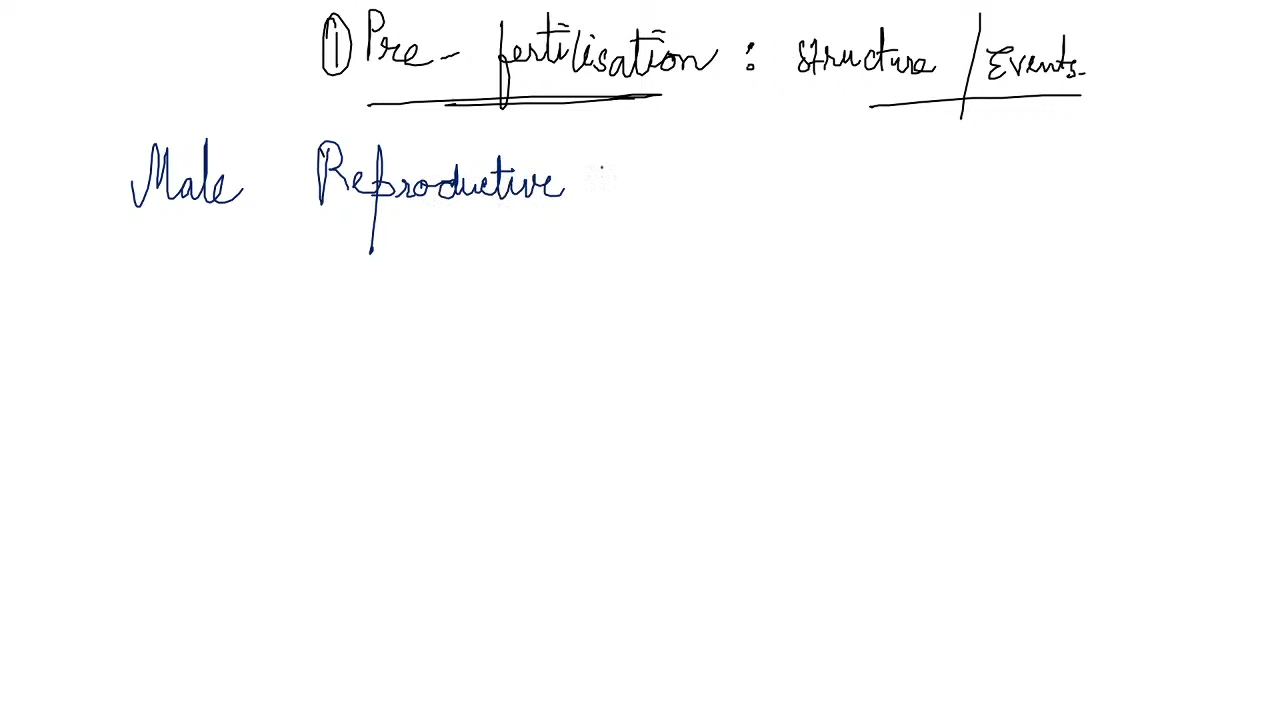 ① Pre- fertilisation : structure / Events.
Male Reproductive